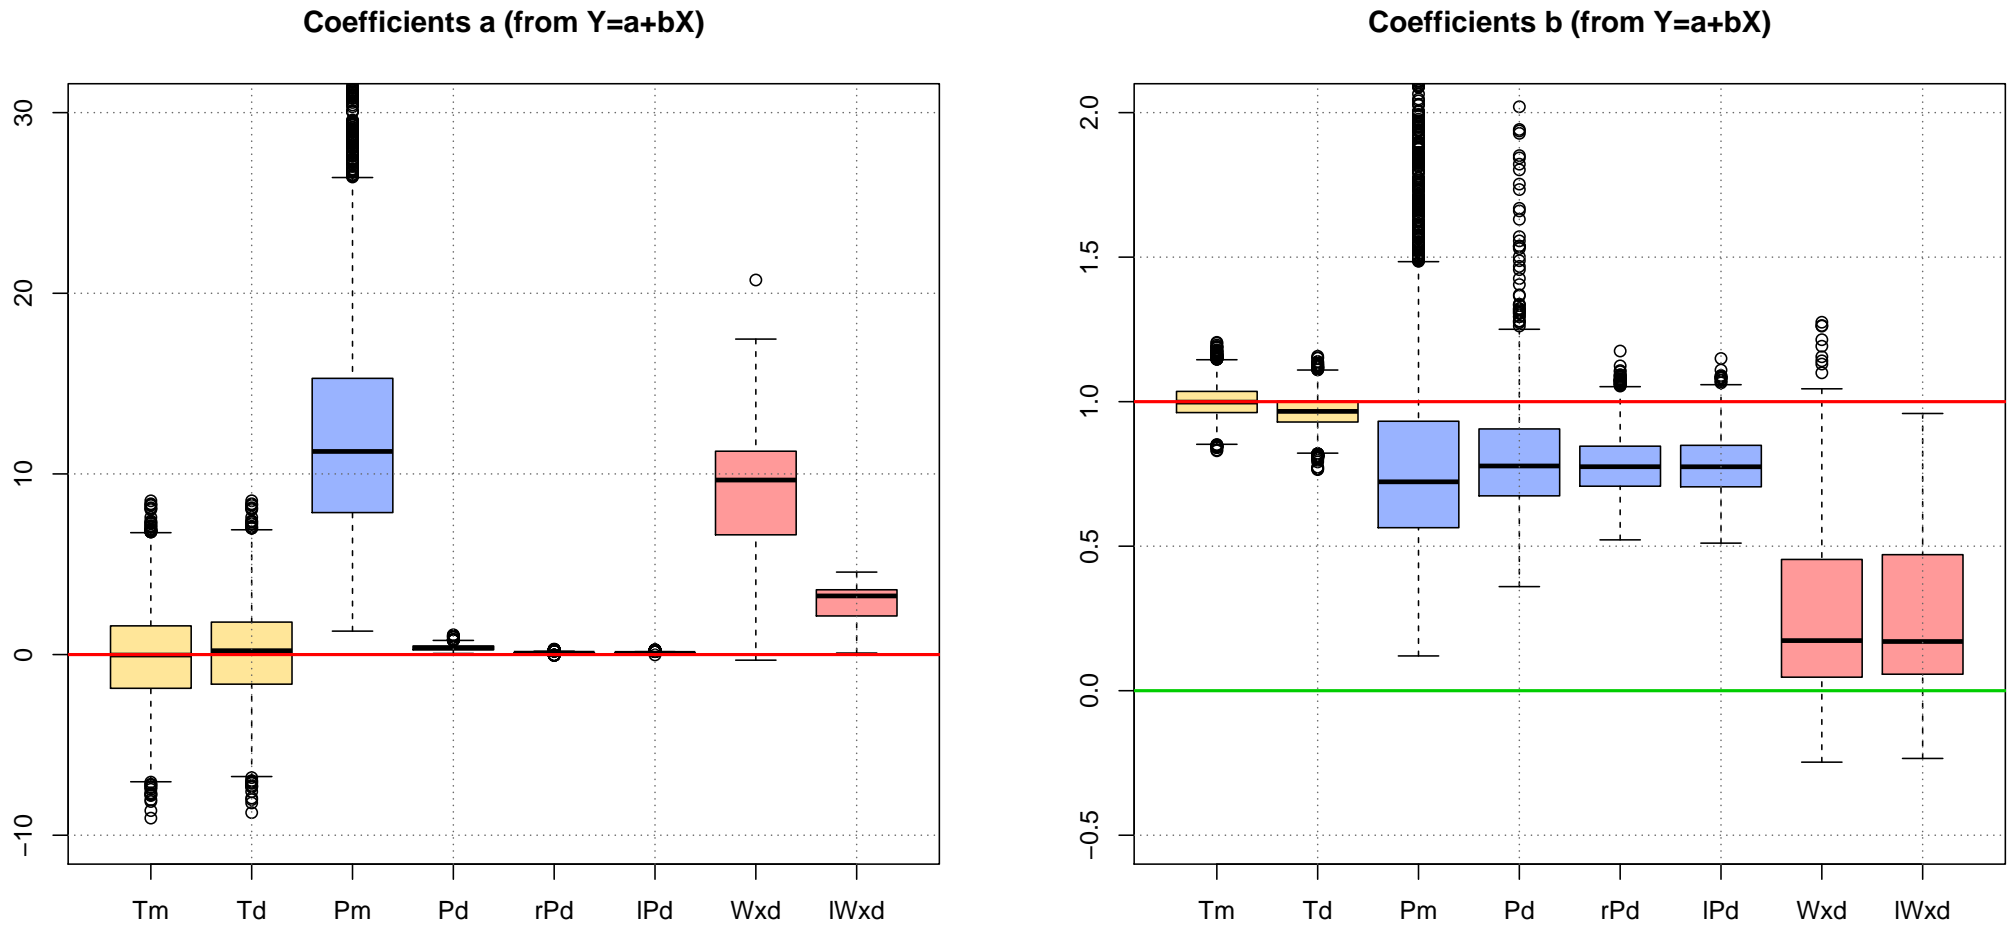 Coefficients a (from Y=a+bX)
30
20
10
0
−10
Tm Td Pm Pd rPd lPd Wxd lWxd
Coefficients b (from Y=a+bX)
2.0
1.5
1.0
0.5
0.0
−0.5
Tm Td Pm Pd rPd lPd Wxd lWxd